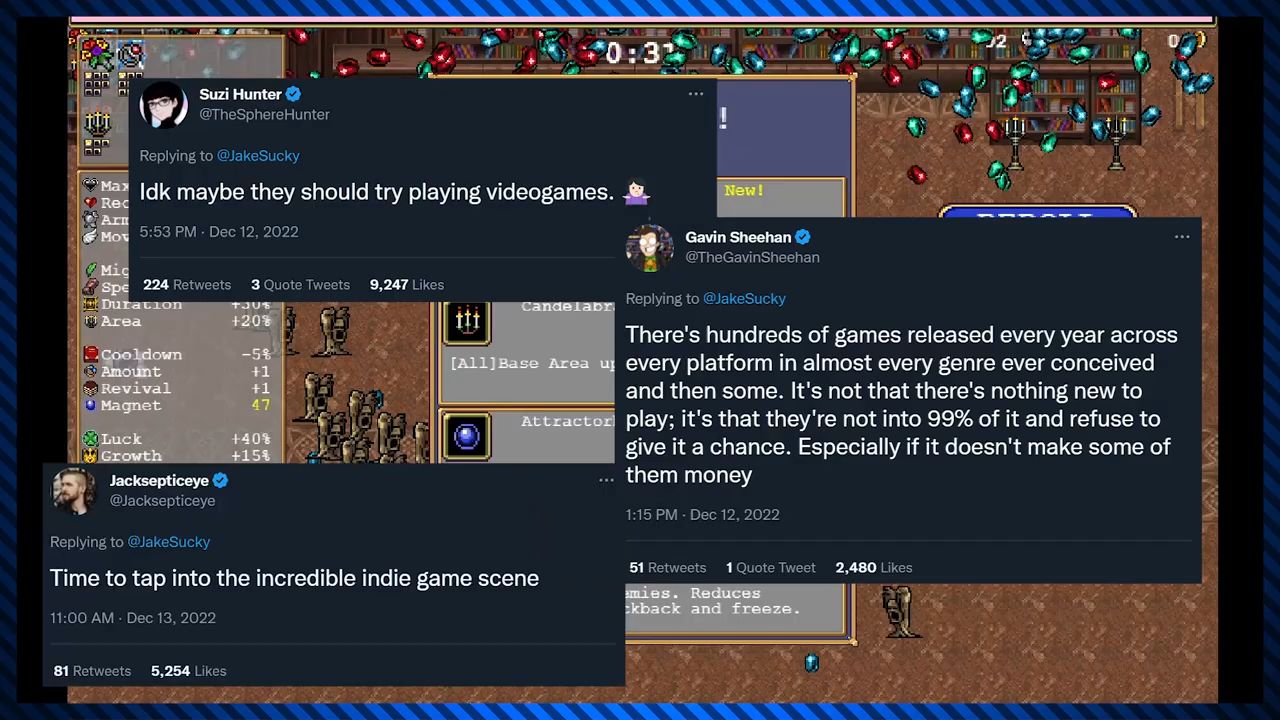 0:3
Suzi Hunter
@TheSphereHunter
Replying to @JakeSucky
Idk maybe they should try playing videogames. 🤷🏻‍♀️
5:53 PM · Dec 12, 2022
224 Retweets 3 Quote Tweets 9,247 Likes
!
New!
Gavin Sheehan
@TheGavinSheehan
Replying to @JakeSucky
There's hundreds of games released every year across
every platform in almost every genre ever conceived
and then some. It's not that there's nothing new to
play; it's that they're not into 99% of it and refuse to
give it a chance. Especially if it doesn't make some of
them money
1:15 PM · Dec 12, 2022
51 Retweets 1 Quote Tweet 2,480 Likes
Duration +30%
Area +20%
Cooldown -5%
Amount +1
Revival +1
Magnet 47
Luck +40%
Growth +15%
Candelabr
[All]Base Area up
Attractor
Jacksepticeye
@Jacksepticeye
Replying to @JakeSucky
Time to tap into the incredible indie game scene
11:00 AM · Dec 13, 2022
81 Retweets 5,254 Likes
emies. Reduces
ckback and freeze.